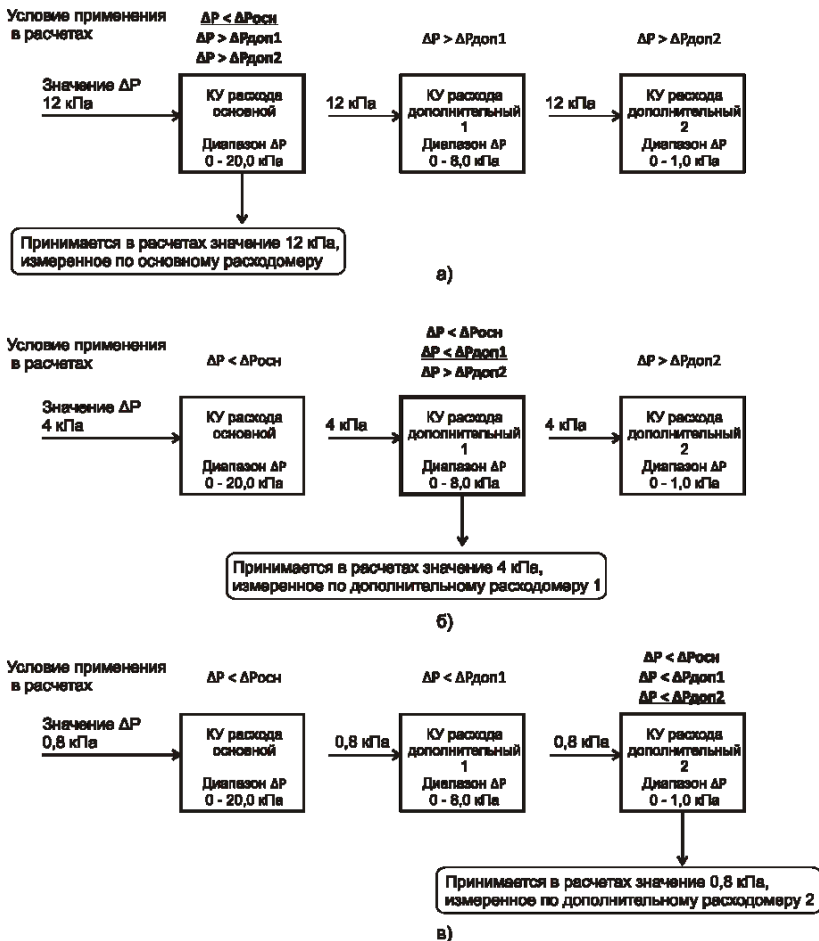 Условие применения
в расчетах
ΔP < ΔPосн
ΔP > ΔPдоп1
ΔP > ΔPдоп2
ΔP > ΔPдоп1
ΔP > ΔPдоп2
Значение ΔP
12 кПа
КУ расхода
основной
Диапазон ΔP
0 - 20,0 кПа
12 кПа
КУ расхода
дополнительный
1
Диапазон ΔP
0 - 8,0 кПа
12 кПа
КУ расхода
дополнительный
2
Диапазон ΔP
0 - 1,0 кПа
Принимается в расчетах значение 12 кПа,
измеренное по основному расходомеру
а)
Условие применения
в расчетах
ΔP < ΔPосн
ΔP < ΔPосн
ΔP < ΔPдоп1
ΔP > ΔPдоп2
ΔP > ΔPдоп2
Значение ΔP
4 кПа
КУ расхода
основной
Диапазон ΔP
0 - 20,0 кПа
4 кПа
КУ расхода
дополнительный
1
Диапазон ΔP
0 - 8,0 кПа
4 кПа
КУ расхода
дополнительный
2
Диапазон ΔP
0 - 1,0 кПа
Принимается в расчетах значение 4 кПа,
измеренное по дополнительному расходомеру 1
б)
Условие применения
в расчетах
ΔP < ΔPосн
ΔP < ΔPдоп1
ΔP < ΔPосн
ΔP < ΔPдоп1
ΔP < ΔPдоп2
Значение ΔP
0,8 кПа
КУ расхода
основной
Диапазон ΔP
0 - 20,0 кПа
0,8 кПа
КУ расхода
дополнительный
1
Диапазон ΔP
0 - 8,0 кПа
0,8 кПа
КУ расхода
дополнительный
2
Диапазон ΔP
0 - 1,0 кПа
Принимается в расчетах значение 0,8 кПа,
измеренное по дополнительному расходомеру 2
в)